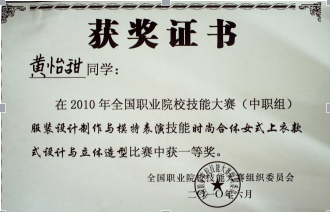 获奖证书
黄怡甜同学：
在2010年全国职业院校技能大赛（中职组）
服装设计制作与模特表演技能时尚合体女式上衣款
式设计与立体造型比赛中获一等奖。
全国职业院校技能大赛组织委员会
二〇一〇年六月